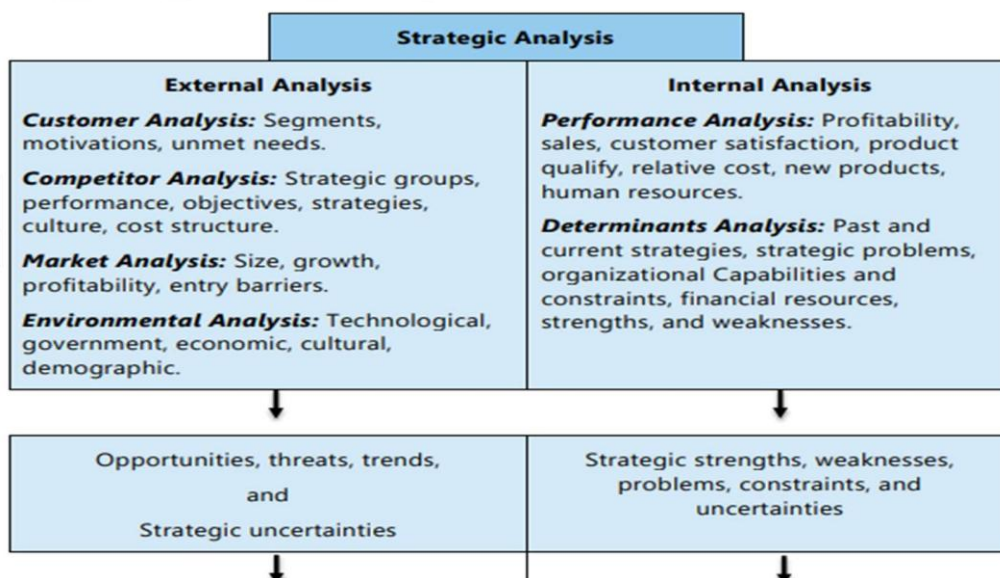 Strategic Analysis
External Analysis
Customer Analysis: Segments,
motivations, unmet needs.
Competitor Analysis: Strategic groups,
performance, objectives, strategies,
culture, cost structure.
Market Analysis: Size, growth,
profitability, entry barriers.
Environmental Analysis: Technological,
government, economic, cultural,
demographic.
Internal Analysis
Performance Analysis: Profitability,
sales, customer satisfaction, product
qualify, relative cost, new products,
human resources.
Determinants Analysis: Past and
current strategies, strategic problems,
organizational Capabilities and
constraints, financial resources,
strengths, and weaknesses.
Opportunities, threats, trends,
and
Strategic uncertainties
Strategic strengths, weaknesses,
problems, constraints, and
uncertainties